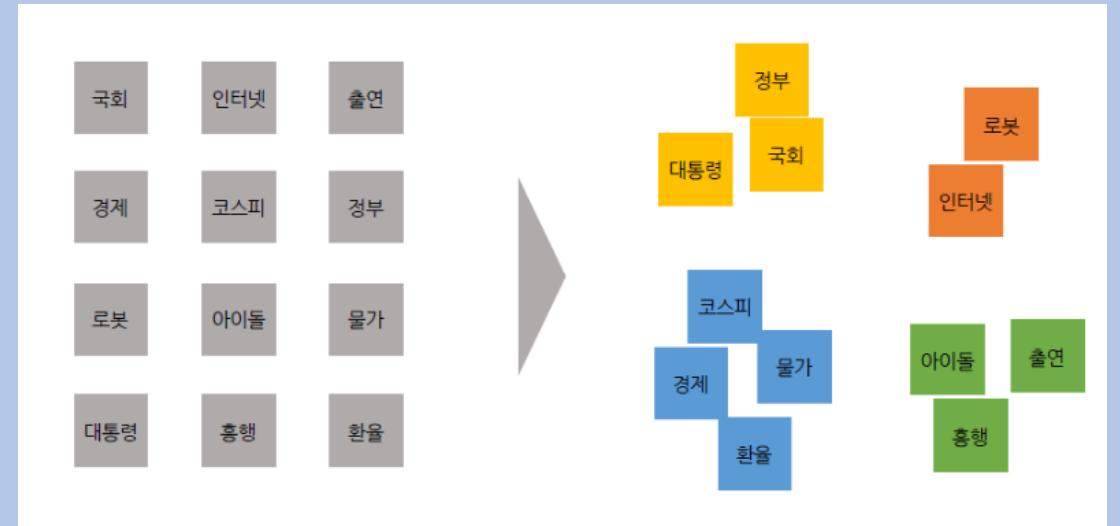 국회 인터넷 출연
경제 코스피 정부
로봇 아이돌 물가
대통령 흥행 환율
정부
대통령 국회
로봇
인터넷
코스피
경제 물가
환율
아이돌 출연
흥행